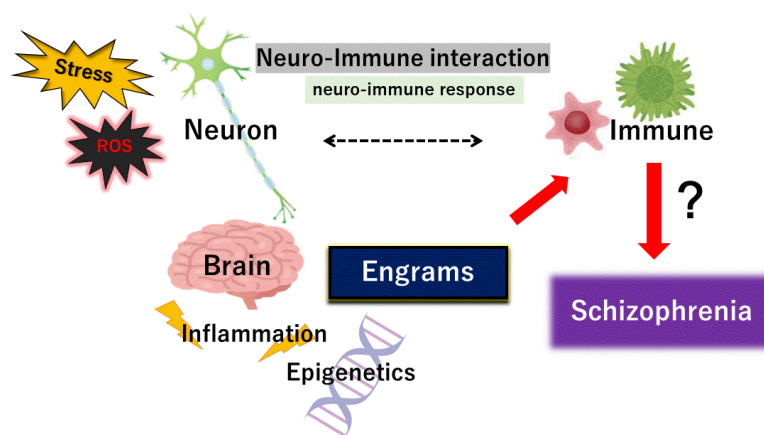 Stress
Neuro-Immune interaction
neuro-immune response
ROS
Neuron
Immune
?
Brain
Engrams
Schizophrenia
Inflammation
Epigenetics